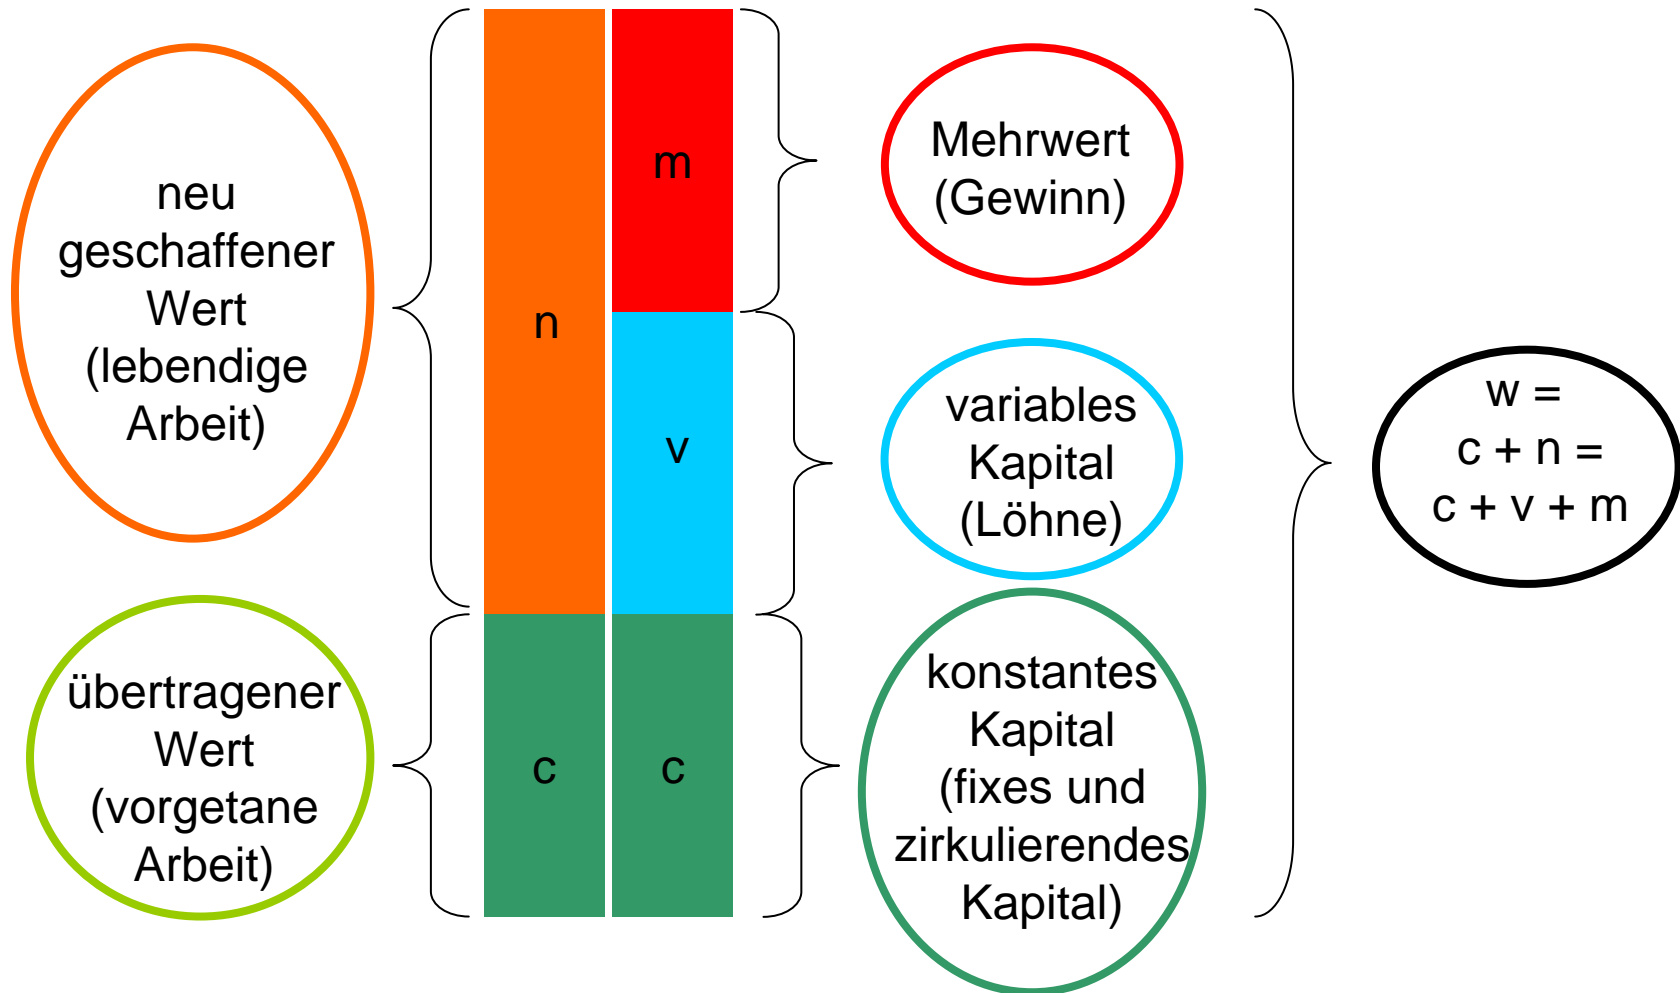 neu
geschaffener
Wert
(lebendige
Arbeit)
übertragener
Wert
(vorgetane
Arbeit)
n
c
m
v
c
Mehrwert
(Gewinn)
variables
Kapital
(Löhne)
konstantes
Kapital
(fixes und
zirkulierendes
Kapital)
w =
c + n =
c + v + m